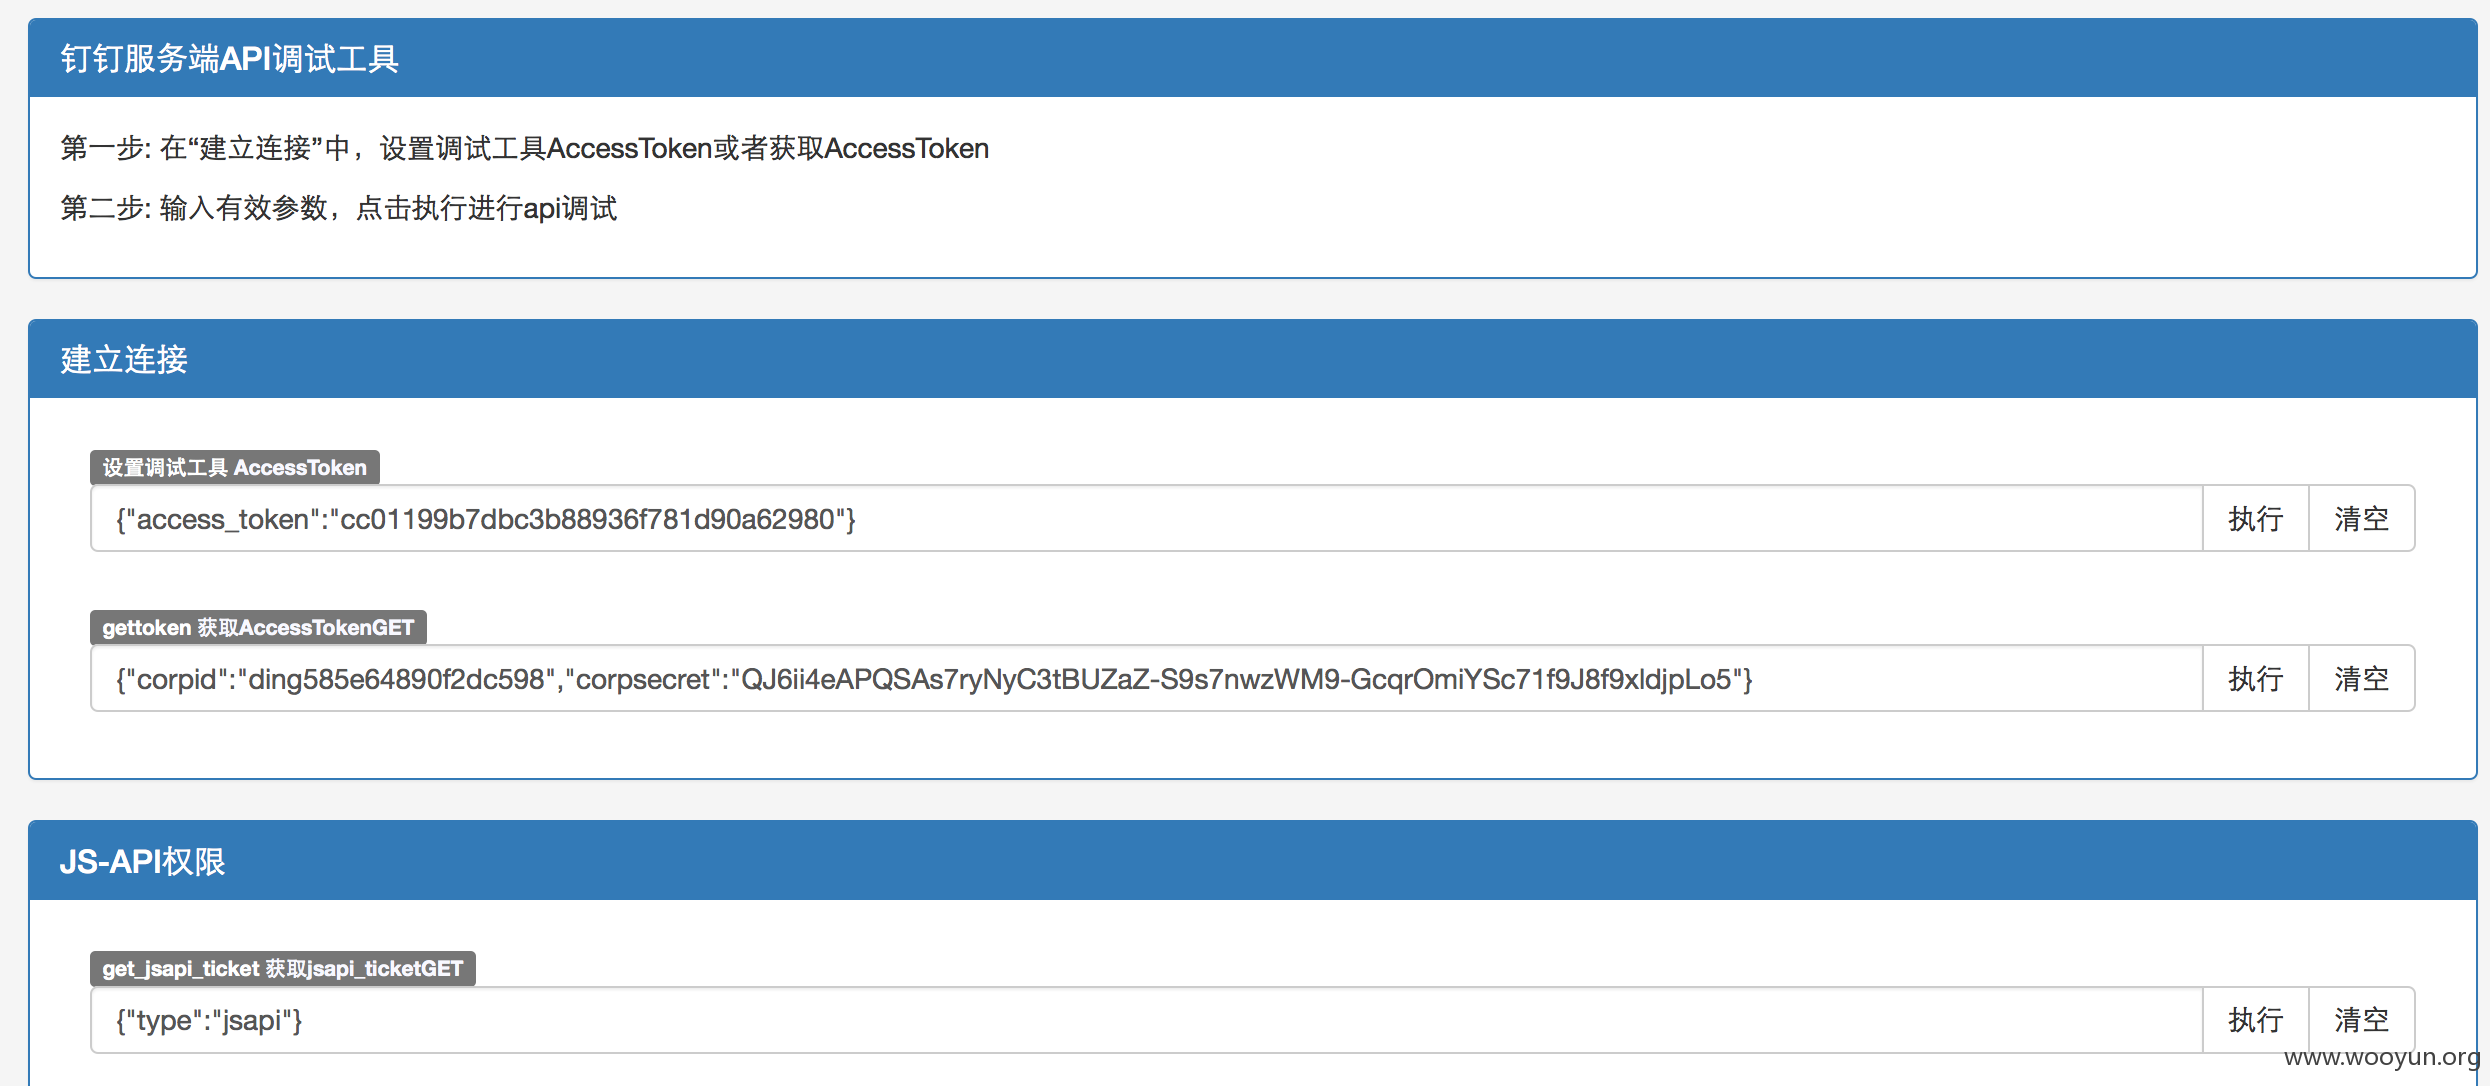 钉钉服务端API调试工具
第一步: 在“建立连接”中，设置调试工具AccessToken或者获取AccessToken
第二步: 输入有效参数，点击执行进行api调试
建立连接
设置调试工具 AccessToken
{"access_token":"cc01199b7dbc3b88936f781d90a62980"} 执行 清空
gettoken 获取AccessTokenGET
{"corpid":"ding585e64890f2dc598","corpsecret":"QJ6ii4eAPQSAs7ryNyC3tBUZaZ-S9s7nwzWM9-GcqrOmiYSc71f9J8f9xldjpLo5"} 执行 清空
JS-API权限
get_jsapi_ticket 获取jsapi_ticketGET
{"type":"jsapi"} 执行 清空
www.wooyun.org